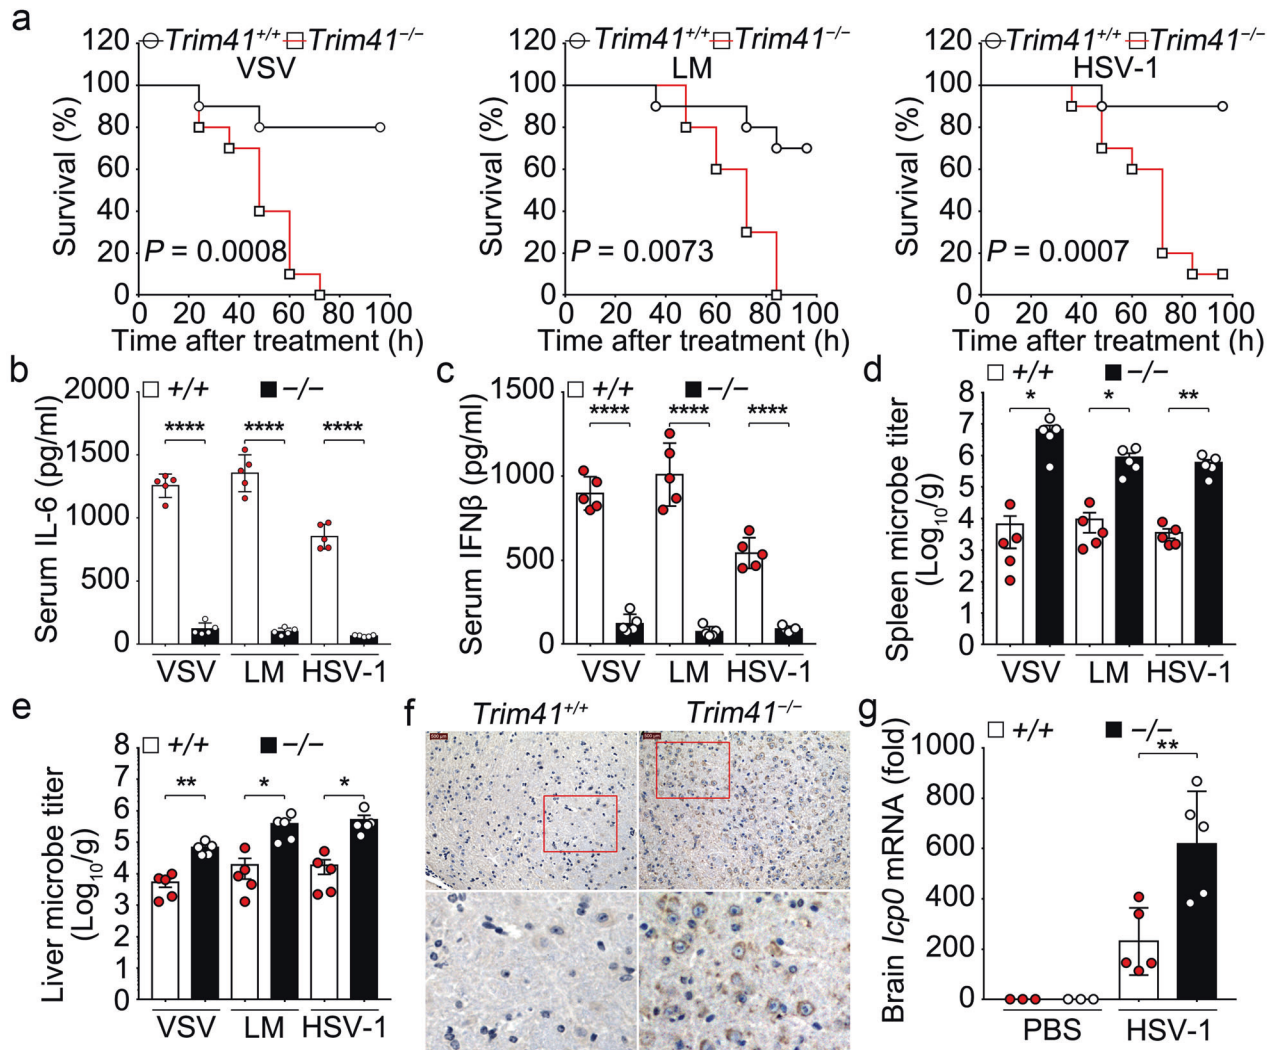 a
Trim41+/+ Trim41−/−
VSV
120
100
80
60
40
20
0
Survival (%)
P = 0.0008
0 20 40 60 80 100
Time after treatment (h)
Trim41+/+ Trim41−/−
LM
120
100
80
60
40
20
0
Survival (%)
P = 0.0073
0 20 40 60 80 100
Time after treatment (h)
Trim41+/+ Trim41−/−
HSV-1
120
100
80
60
40
20
0
Survival (%)
P = 0.0007
0 20 40 60 80 100
Time after treatment (h)
b
+/+ −/−
2000
1500
1000
500
0
Serum IL-6 (pg/ml)
**** **** ****
VSV LM HSV-1
c
+/+ −/−
1500
1000
500
0
Serum IFNβ (pg/ml)
**** **** ****
VSV LM HSV-1
d
+/+ −/−
8
7
6
5
4
3
2
1
0
Spleen microbe titer
(Log10/g)
* * **
VSV LM HSV-1
e
+/+ −/−
8
7
6
5
4
3
2
1
0
Liver microbe titer
(Log10/g)
** * *
VSV LM HSV-1
f
Trim41+/+ Trim41−/−
g
+/+ −/−
1000
800
600
400
200
0
Brain Icp0 mRNA (fold)
**
PBS HSV-1